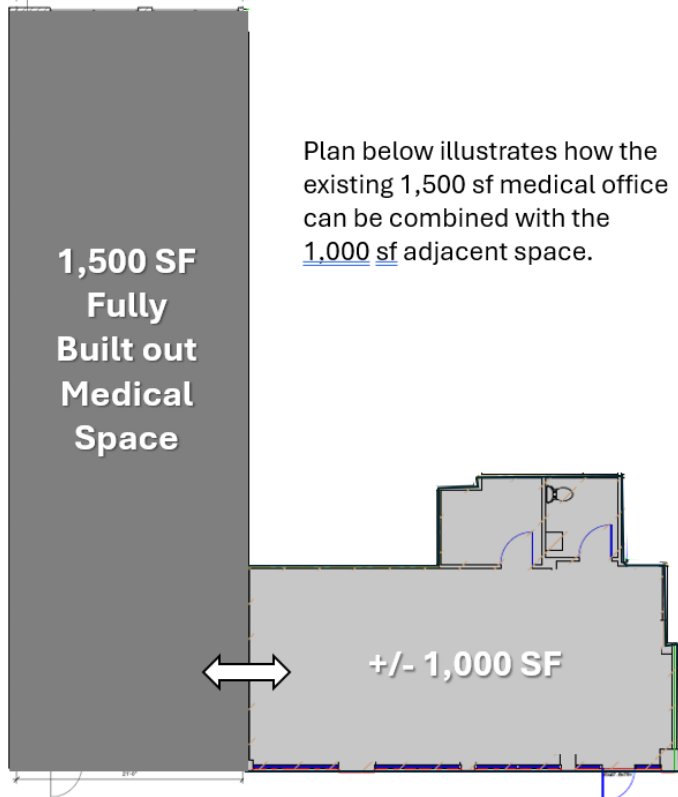 Plan below illustrates how the
existing 1,500 sf medical office
can be combined with the
1,000 sf adjacent space.
1,500 SF
Fully
Built out
Medical
Space
+/- 1,000 SF